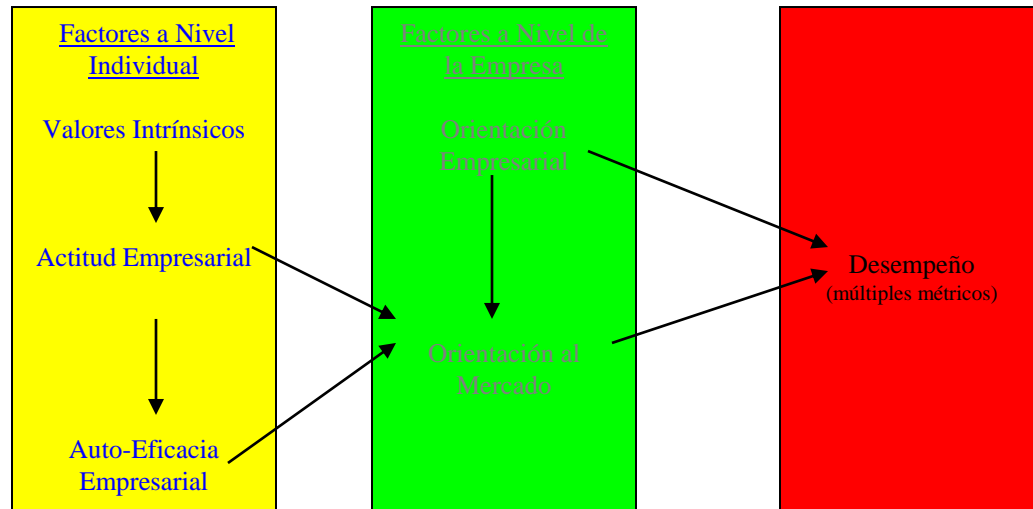 Factores a Nivel
Individual
Valores Intrínsicos
Actitud Empresarial
Auto-Eficacia
Empresarial
Factores a Nivel de
la Empresa
Orientación
Empresarial
Orientación al
Mercado
Desempeño
(múltiples métricos)